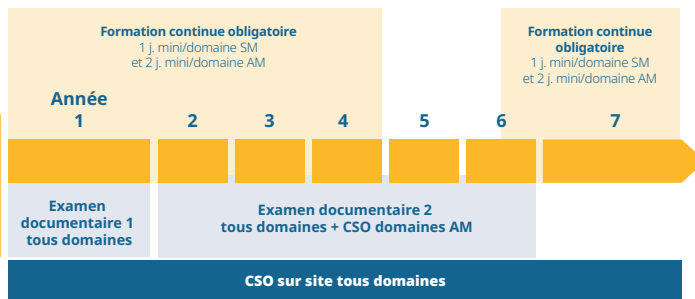 Formation continue obligatoire
1 j. mini/domaine SM
et 2 j. mini/domaine AM
Formation continue
obligatoire
1 j. mini/domaine SM
et 2 j. mini/domaine AM
Année
1 2 3 4 5 6 7
Examen
documentaire 1
tous domaines
Examen documentaire 2
tous domaines + CSO domaines AM
CSO sur site tous domaines